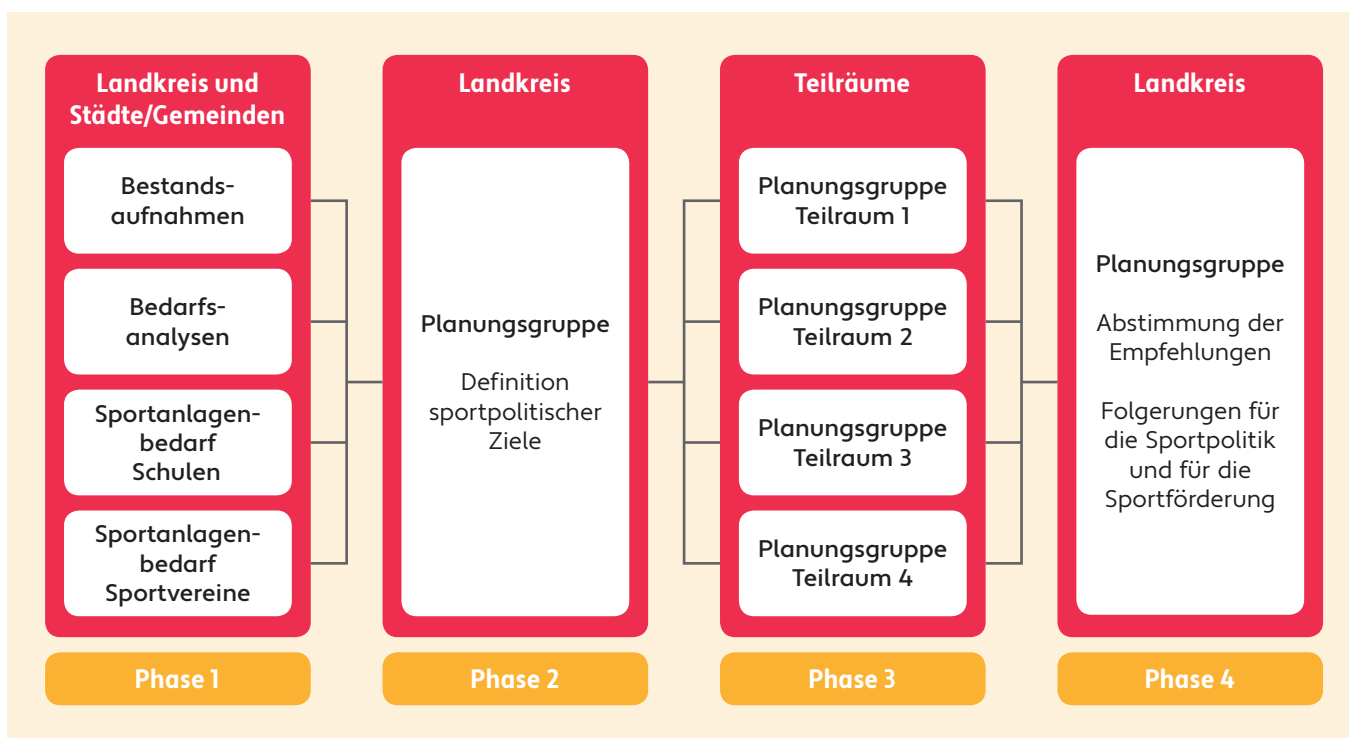 Landkreis und
Städte/Gemeinden
Bestands-
aufnahmen
Bedarfs-
analysen
Sportanlagen-
bedarf
Schulen
Sportanlagen-
bedarf
Sportvereine
Phase 1
Landkreis
Planungsgruppe
Definition
sportpolitischer
Ziele
Phase 2
Teilräume
Planungsgruppe
Teilraum 1
Planungsgruppe
Teilraum 2
Planungsgruppe
Teilraum 3
Planungsgruppe
Teilraum 4
Phase 3
Landkreis
Planungsgruppe
Abstimmung der
Empfehlungen
Folgerungen für
die Sportpolitik
und für die
Sportförderung
Phase 4